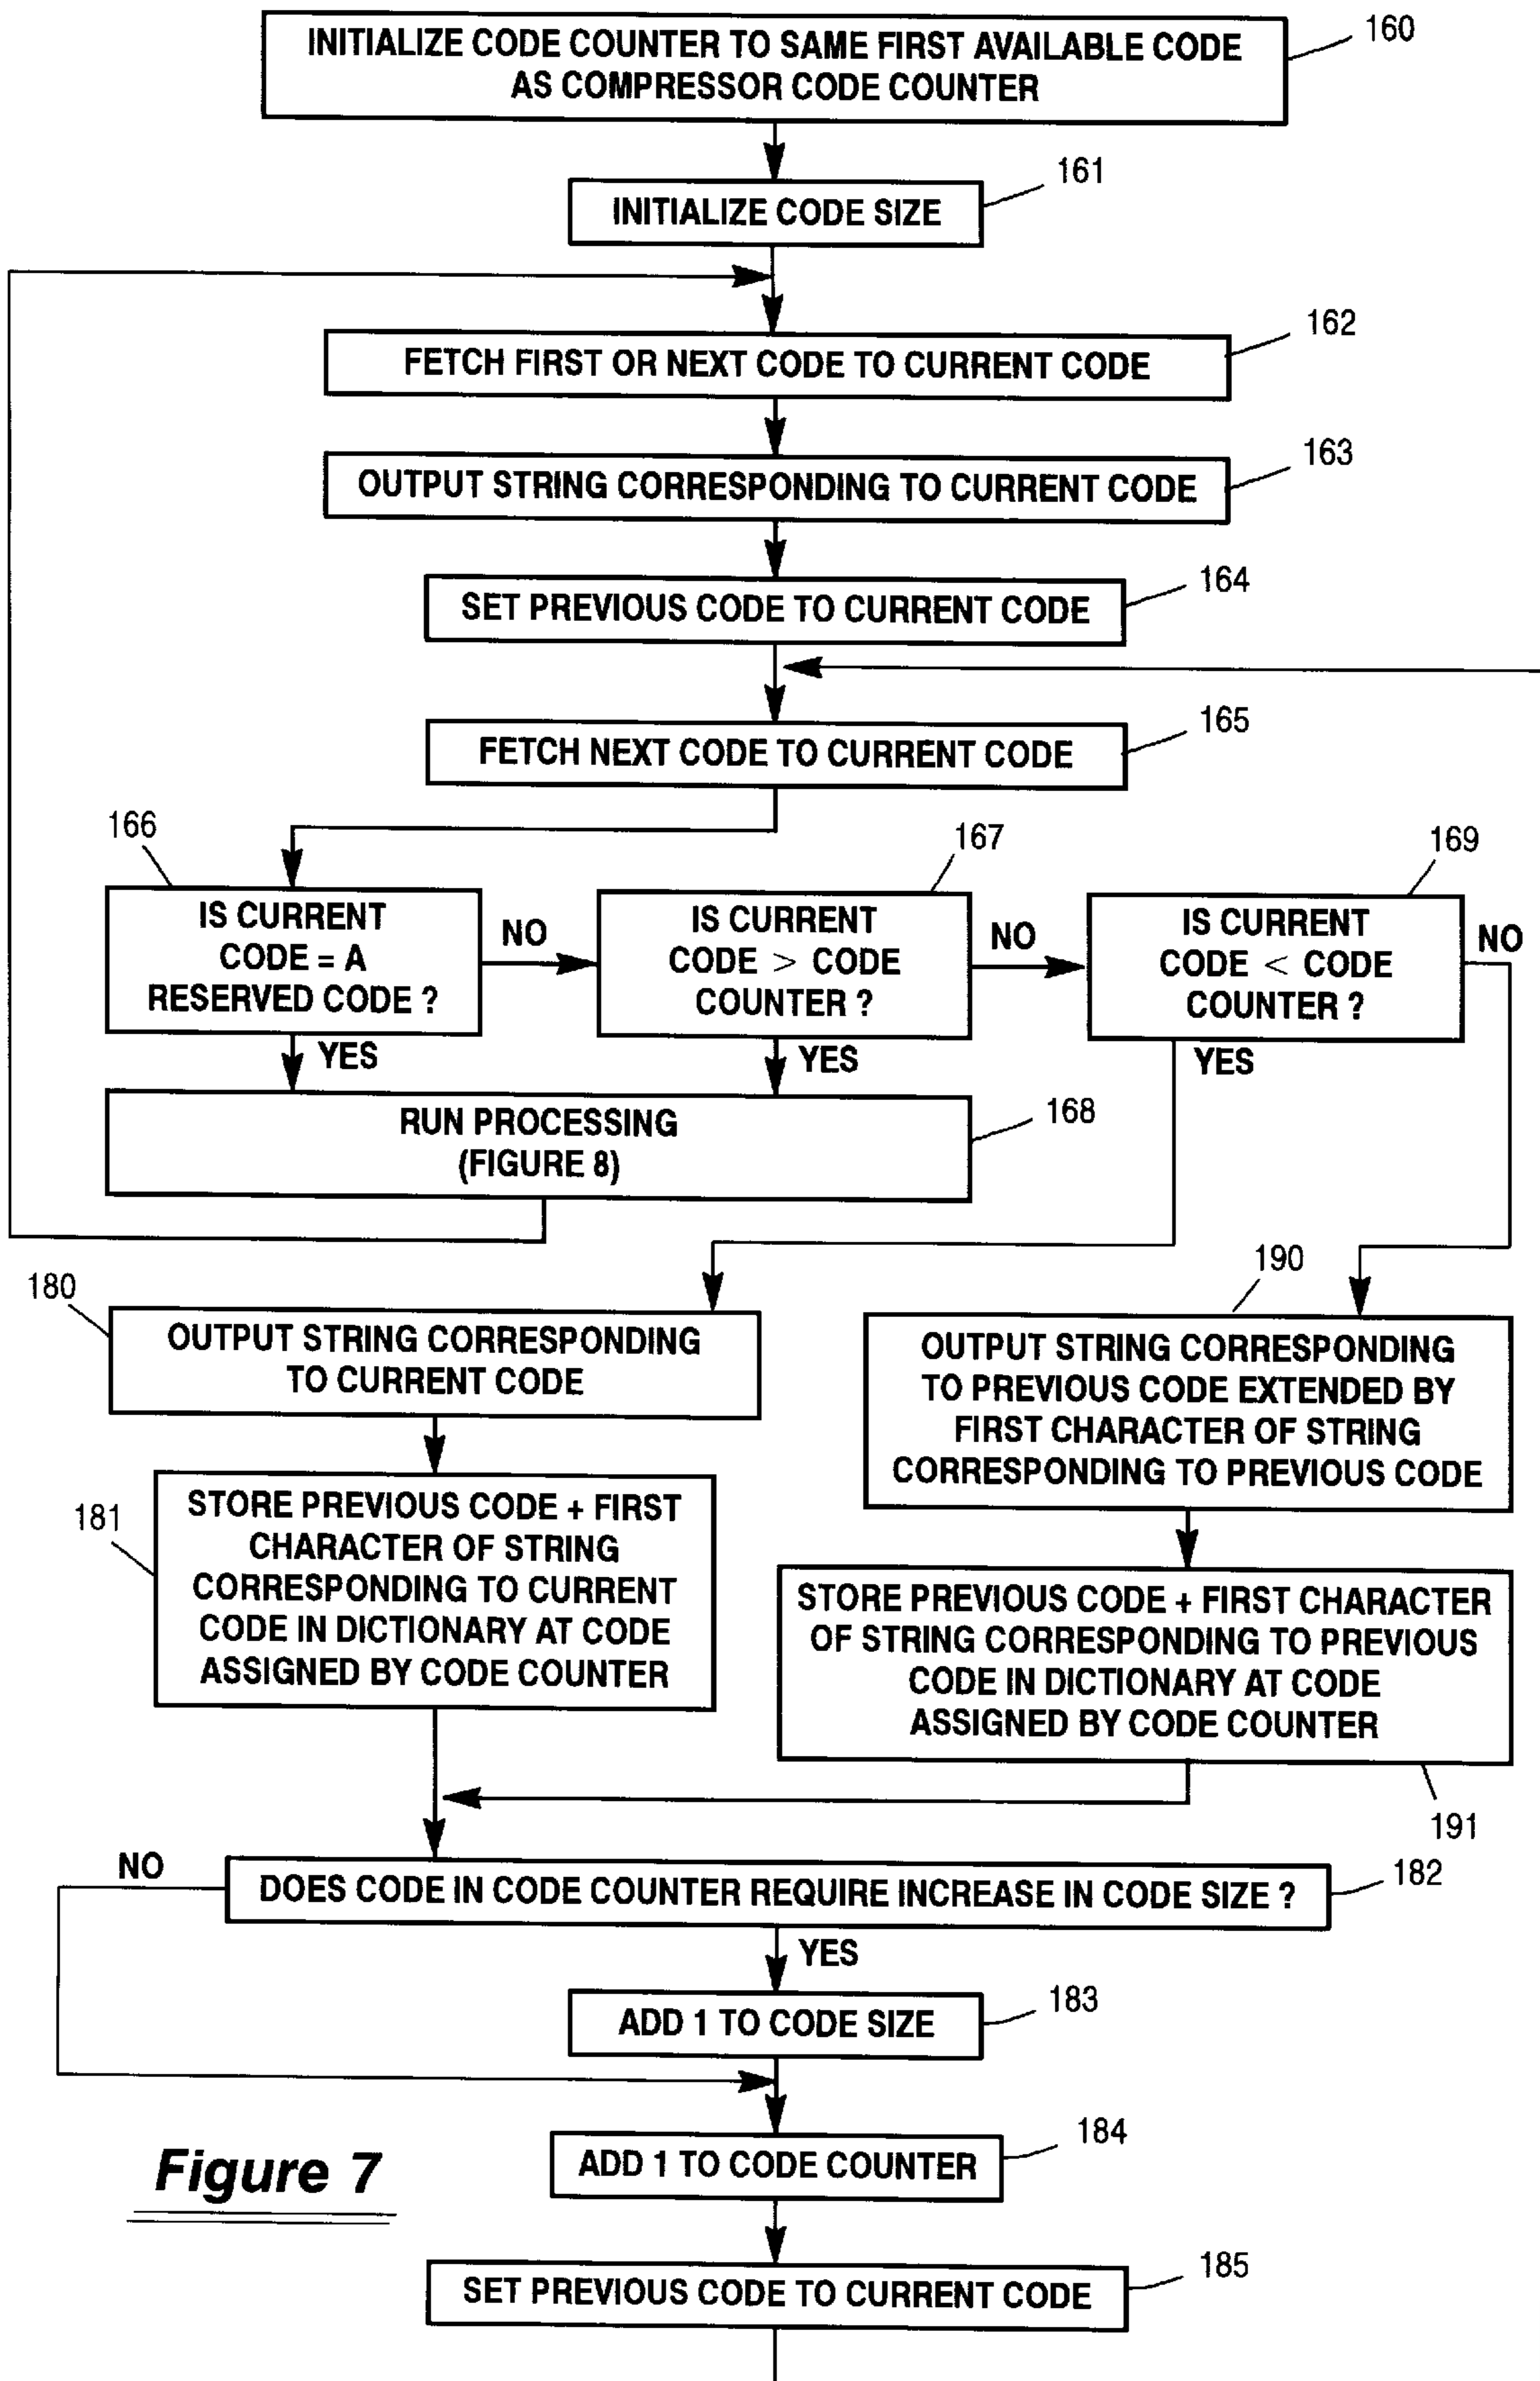 INITIALIZE CODE COUNTER TO SAME FIRST AVAILABLE CODE
AS COMPRESSOR CODE COUNTER
160
161
INITIALIZE CODE SIZE
162
FETCH FIRST OR NEXT CODE TO CURRENT CODE
163
OUTPUT STRING CORRESPONDING TO CURRENT CODE
164
SET PREVIOUS CODE TO CURRENT CODE
165
FETCH NEXT CODE TO CURRENT CODE
166
IS CURRENT
CODE = A
RESERVED CODE ?
NO
YES
167
IS CURRENT
CODE > CODE
COUNTER ?
NO
YES
169
IS CURRENT
CODE < CODE
COUNTER ?
NO
YES
RUN PROCESSING
(FIGURE 8)
168
180
OUTPUT STRING CORRESPONDING
TO CURRENT CODE
190
OUTPUT STRING CORRESPONDING
TO PREVIOUS CODE EXTENDED BY
FIRST CHARACTER OF STRING
CORRESPONDING TO PREVIOUS CODE
181
STORE PREVIOUS CODE + FIRST
CHARACTER OF STRING
CORRESPONDING TO CURRENT
CODE IN DICTIONARY AT CODE
ASSIGNED BY CODE COUNTER
STORE PREVIOUS CODE + FIRST CHARACTER
OF STRING CORRESPONDING TO PREVIOUS
CODE IN DICTIONARY AT CODE
ASSIGNED BY CODE COUNTER
191
NO
DOES CODE IN CODE COUNTER REQUIRE INCREASE IN CODE SIZE ?
182
YES
183
ADD 1 TO CODE SIZE
184
ADD 1 TO CODE COUNTER
Figure 7
185
SET PREVIOUS CODE TO CURRENT CODE